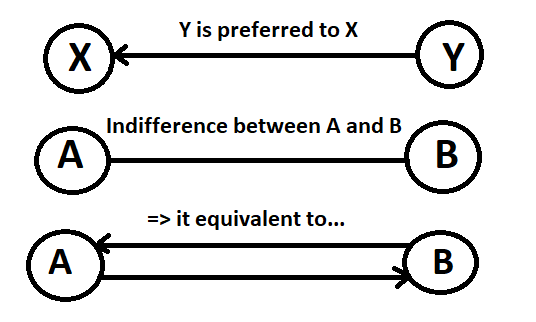 Y is preferred to X
X Y
Indifference between A and B
A B
=> it equivalent to...
A B